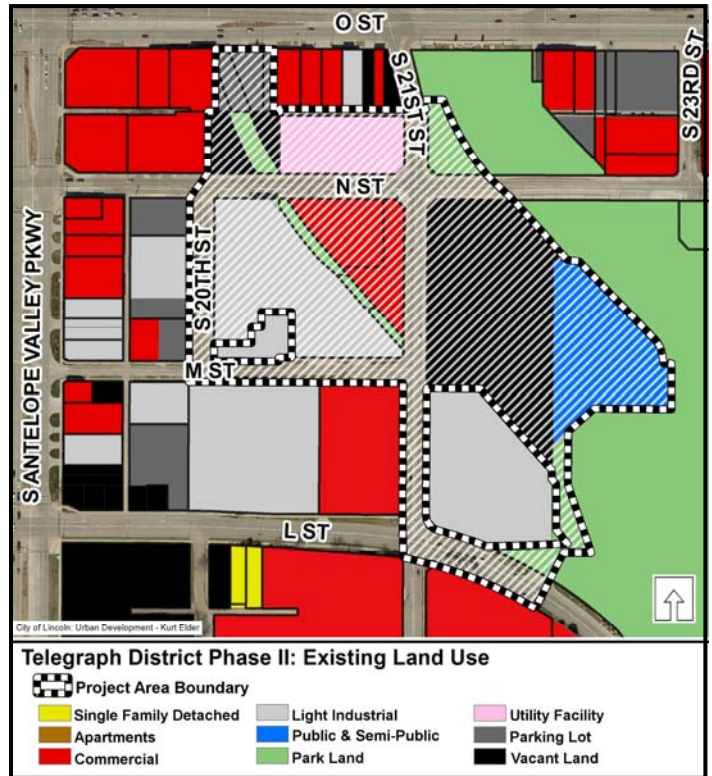 O ST
S 21ST ST
S 23RD ST
N ST
S ANTELOPE VALLEY PKWY
S 20TH ST
M ST
L ST
City of Lincoln: Urban Development - Kurt Elder
Telegraph District Phase II: Existing Land Use
Project Area Boundary
Single Family Detached
Light Industrial
Utility Facility
Apartments
Public & Semi-Public
Parking Lot
Commercial
Park Land
Vacant Land